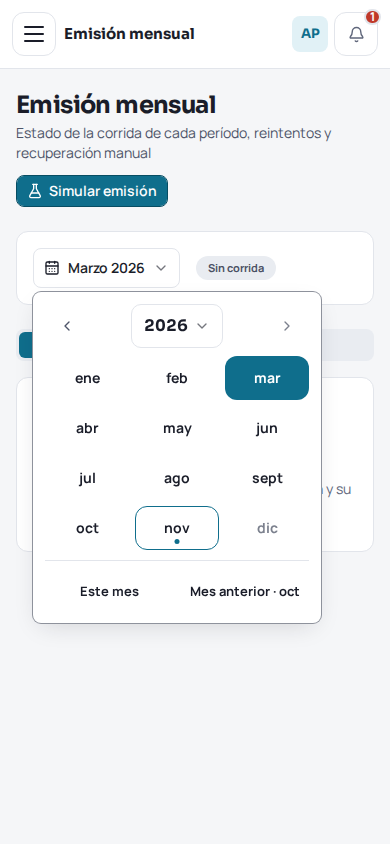 Emisión mensual
AP
1
Emisión mensual
Estado de la corrida de cada período, reintentos y
recuperación manual
Simular emisión
Marzo 2026
Sin corrida
2026
ene feb mar
abr may jun
jul ago sept
y su
oct nov dic
Este mes
Mes anterior · oct